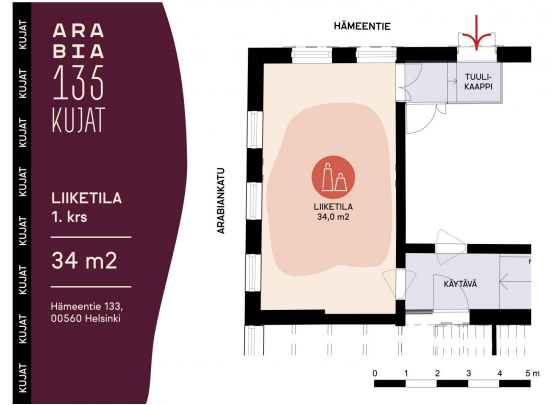 KUJAT
KUJAT
KUJAT
KUJAT
KUJAT
KUJAT
KUJAT
KUJAT
ARA
BIA
135
KUJAT
LIIKETILA
1. krs
34 m2
Hämeentie 133,
00560 Helsinki
HÄMEENTIE
ARABIANKATU
TUULI-
KAAPPI
LIIKETILA
34,0 m2
KÄYTÄVÄ
0 1 2 3 4 5 m